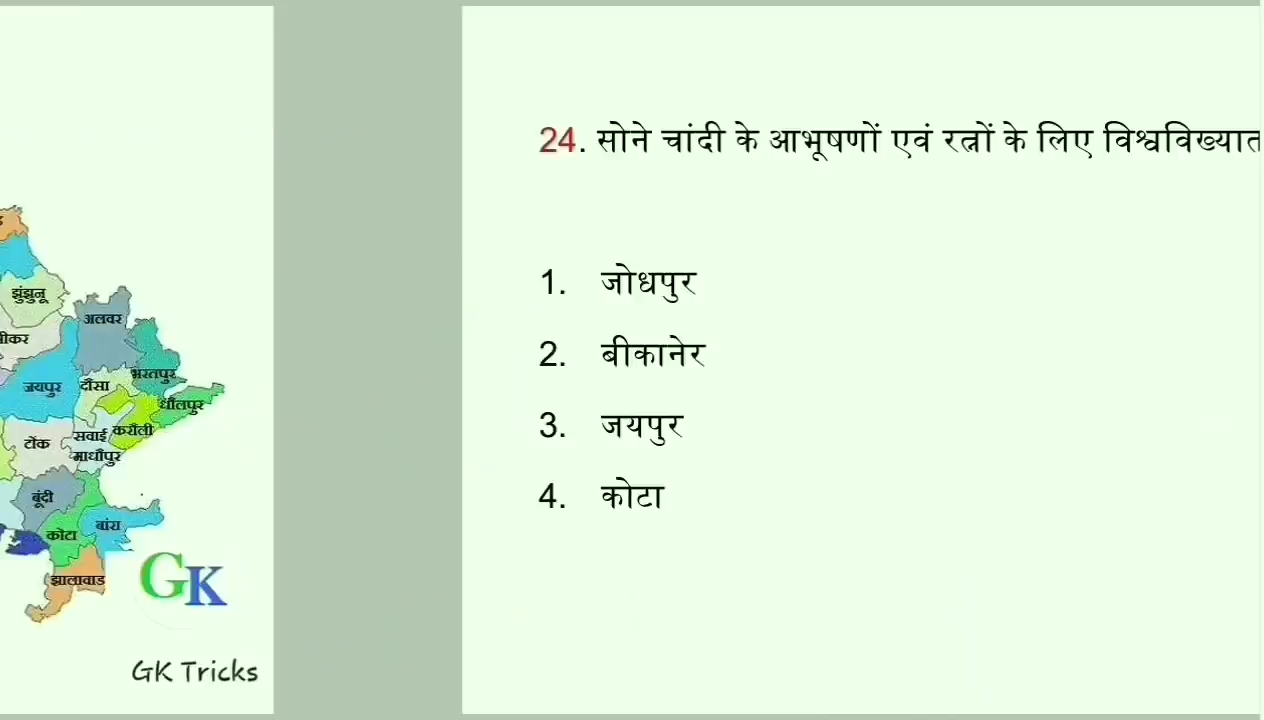 झुंझुनू
अलवर
जयपुर
दौसा
भरतपुर
धौलपुर
टोंक
सवाई
माधौपुर
करौली
बूंदी
कोटा
बांरा
झालावाड
GK
GK Tricks
24. सोने चांदी के आभूषणों एवं रत्नों के लिए विश्वविख्यात
1. जोधपुर
2. बीकानेर
3. जयपुर
4. कोटा